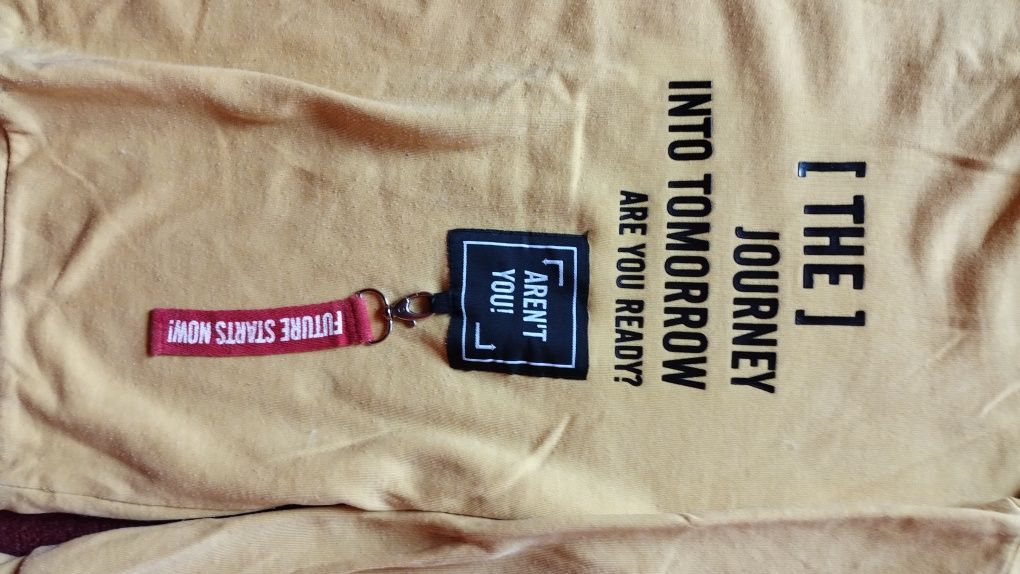 [ THE ]
JOURNEY
INTO TOMORROW
ARE YOU READY?
AREN'T
YOU!
FUTURE STARTS NOW!